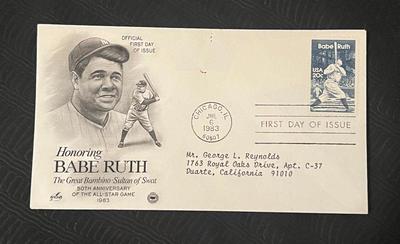 OFFICIAL
FIRST DAY
OF ISSUE
Babe Ruth
USA
20c
CHICAGO, IL
JUL
6
1983
60607
FIRST DAY OF ISSUE
Honoring
BABE RUTH
The Great Bambino·Sultan of Swat
50TH ANNIVERSARY
OF THE ALL-STAR GAME
1983
Mr. George L. Reynolds
1763 Royal Oaks Drive, Apt. C-37
Duarte, California 91010